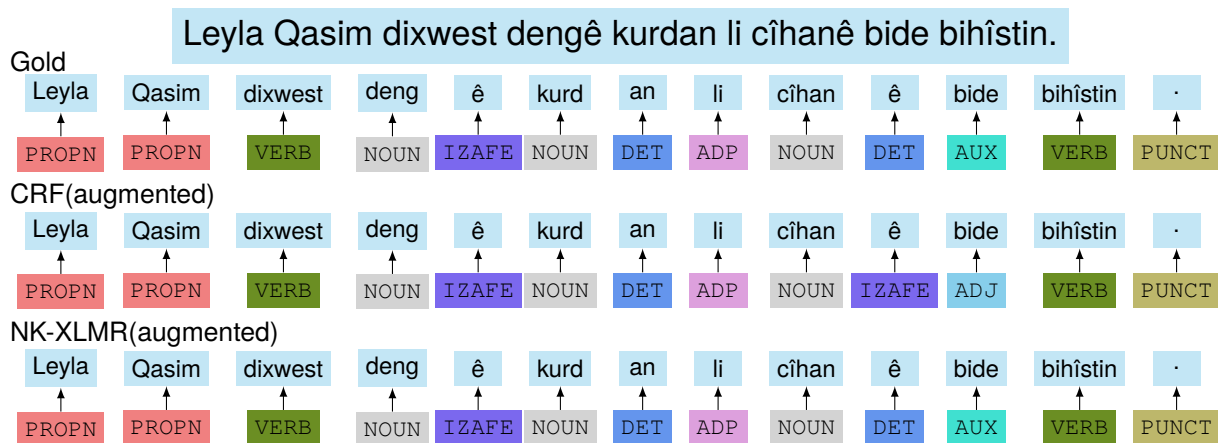 Leyla Qasim dixwest dengê kurdan li cîhanê bide bihîstin.
Gold
Leyla Qasim dixwest deng ê kurd an li cîhan ê bide bihîstin .
PROPN PROPN VERB NOUN IZAFE NOUN DET ADP NOUN DET AUX VERB PUNCT
CRF(augmented)
Leyla Qasim dixwest deng ê kurd an li cîhan ê bide bihîstin .
PROPN PROPN VERB NOUN IZAFE NOUN DET ADP NOUN IZAFE ADJ VERB PUNCT
NK-XLMR(augmented)
Leyla Qasim dixwest deng ê kurd an li cîhan ê bide bihîstin .
PROPN PROPN VERB NOUN IZAFE NOUN DET ADP NOUN DET AUX VERB PUNCT